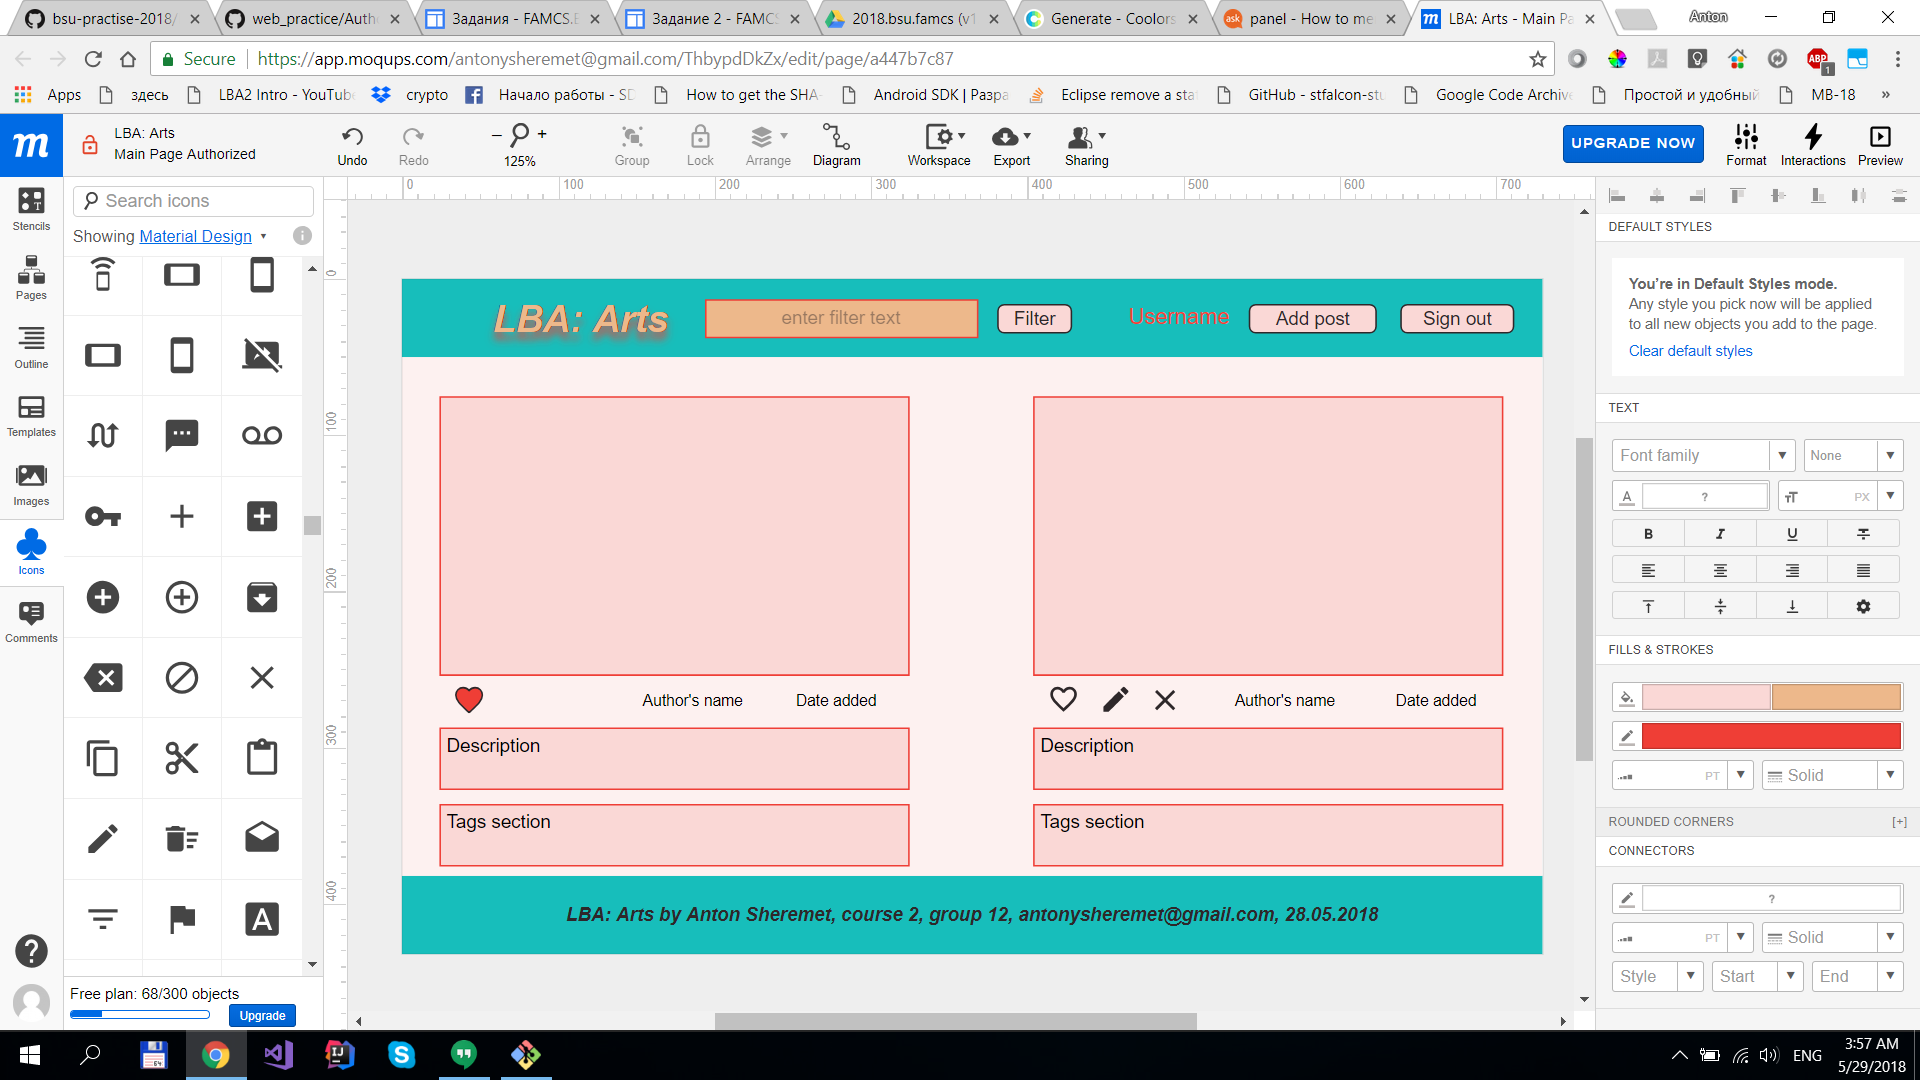 bsu-practise-2018/
web_practice/Auth
Задания - FAMCS.E
Задание 2 - FAMCS
2018.bsu.famcs (v1
Generate - Coolors
ask
panel - How to me
LBA: Arts - Main Pa
Anton
Secure
https://app.moqups.com/antonysheremet@gmail.com/ThbypdDkZx/edit/page/a447b7c87
ABP
1
Apps
здесь
LBA2 Intro - YouTube
crypto
Начало работы - SD
How to get the SHA-
Android SDK | Разра
Eclipse remove a sta
GitHub - stfalcon-stu
Google Code Archive
Простой и удобный
MB-18
»
m
LBA: Arts
Main Page Authorized
Undo
Redo
125%
Group
Lock
Arrange
Diagram
Workspace
Export
Sharing
UPGRADE NOW
Format
Interactions
Preview
Stencils
Pages
Outline
Templates
Images
Icons
Comments
Search icons
Showing Material Design
Free plan: 68/300 objects
Upgrade
0
100
200
300
400
500
600
700
0
100
200
300
400
LBA: Arts
enter filter text
Filter
Username
Add post
Sign out
Author's name
Date added
Author's name
Date added
Description
Description
Tags section
Tags section
LBA: Arts by Anton Sheremet, course 2, group 12, antonysheremet@gmail.com, 28.05.2018
DEFAULT STYLES
You're in Default Styles mode.
Any style you pick now will be applied
to all new objects you add to the page.
Clear default styles
TEXT
Font family
None
A
?
PX
B
I
U
FILLS & STROKES
PT
Solid
ROUNDED CORNERS
[+]
CONNECTORS
?
PT
Solid
Style
Start
End
ENG
3:57 AM
5/29/2018